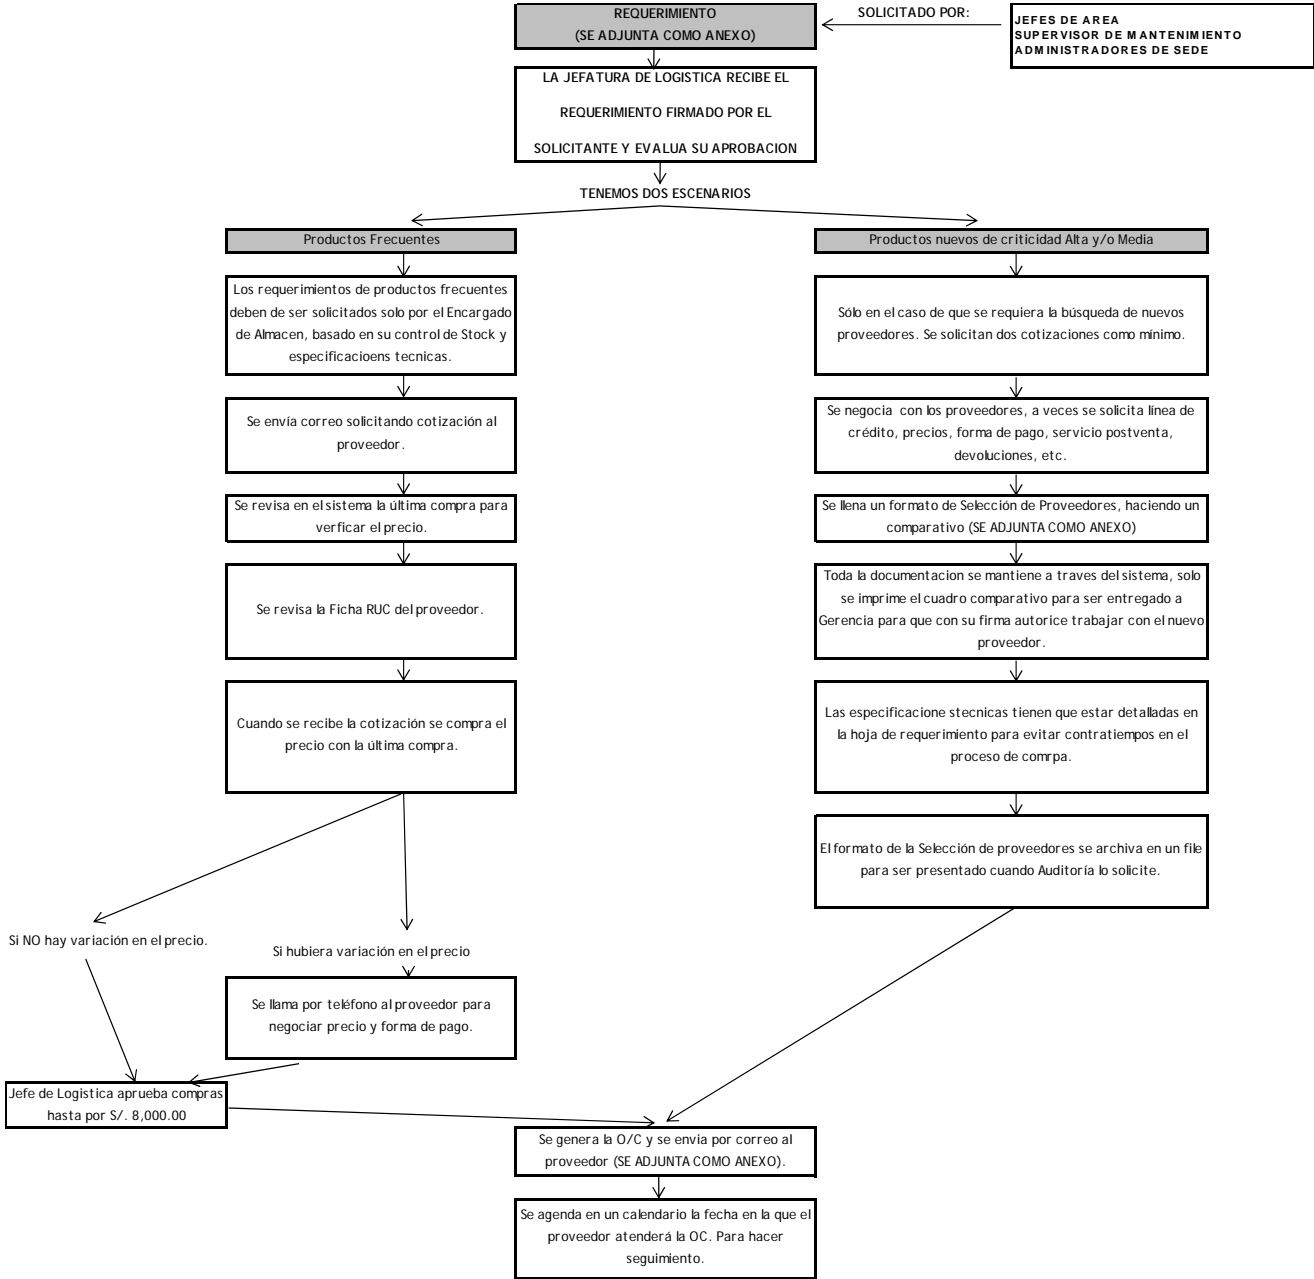 REQUERIMIENTO
(SE ADJUNTA COMO ANEXO)
SOLICITADO POR:
JEFES DE AREA
SUPERVISOR DE MANTENIMIENTO
ADMINISTRADORES DE SEDE
LA JEFATURA DE LOGISTICA RECIBE EL
REQUERIMIENTO FIRMADO POR EL
SOLICITANTE Y EVALUA SU APROBACION
TENEMOS DOS ESCENARIOS
Productos Frecuentes
Los requerimientos de productos frecuentes
deben de ser solicitados solo por el Encargado
de Almacen, basado en su control de Stock y
especificacioens tecnicas.
Se envía correo solicitando cotización al
proveedor.
Se revisa en el sistema la última compra para
verficar el precio.
Se revisa la Ficha RUC del proveedor.
Cuando se recibe la cotización se compra el
precio con la última compra.
Si NO hay variación en el precio.
Si hubiera variación en el precio
Se llama por teléfono al proveedor para
negociar precio y forma de pago.
Jefe de Logistica aprueba compras
hasta por S/. 8,000.00
Productos nuevos de criticidad Alta y/o Media
Sólo en el caso de que se requiera la búsqueda de nuevos
proveedores. Se solicitan dos cotizaciones como mínimo.
Se negocia con los proveedores, a veces se solicita línea de
crédito, precios, forma de pago, servicio postventa,
devoluciones, etc.
Se llena un formato de Selección de Proveedores, haciendo un
comparativo (SE ADJUNTA COMO ANEXO)
Toda la documentacion se mantiene a traves del sistema, solo
se imprime el cuadro comparativo para ser entregado a
Gerencia para que con su firma autorice trabajar con el nuevo
proveedor.
Las especificacione stecnicas tienen que estar detalladas en
la hoja de requerimiento para evitar contratiempos en el
proceso de comrpa.
El formato de la Selección de proveedores se archiva en un file
para ser presentado cuando Auditoría lo solicite.
Se genera la O/C y se envia por correo al
proveedor (SE ADJUNTA COMO ANEXO).
Se agenda en un calendario la fecha en la que el
proveedor atenderá la OC. Para hacer
seguimiento.